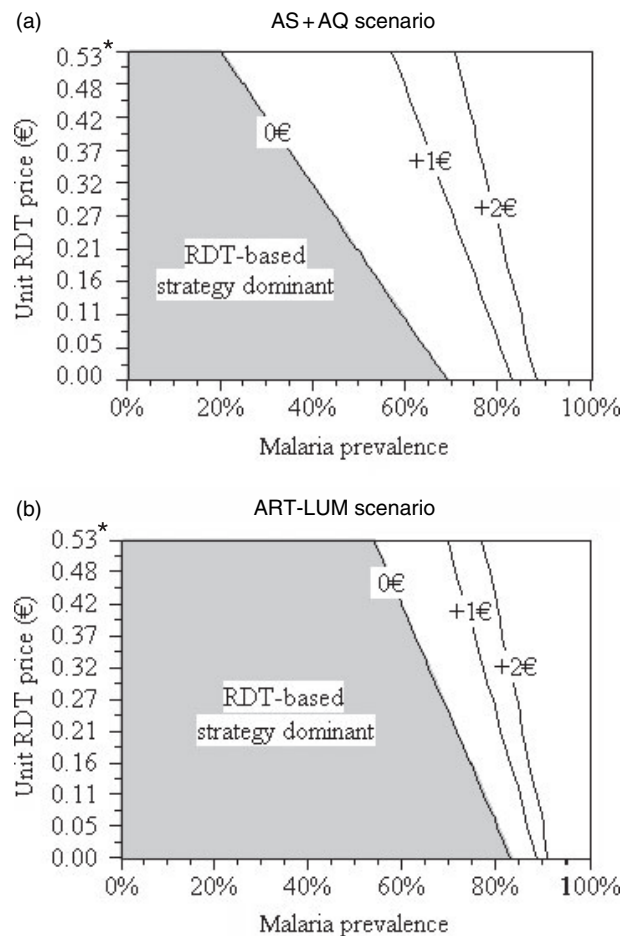 (a) AS + AQ scenario
Unit RDT price (€)
0.53*
0.48
0.42
0.37
0.32
0.27
0.21
0.16
0.11
0.05
0.00
0€
+1€
+2€
RDT-based
strategy dominant
0% 20% 40% 60% 80% 100%
Malaria prevalence
(b) ART-LUM scenario
Unit RDT price (€)
0.53*
0.48
0.42
0.37
0.32
0.27
0.21
0.16
0.11
0.05
0.00
0€
+1€
+2€
RDT-based
strategy dominant
0% 20% 40% 60% 80% 100%
Malaria prevalence